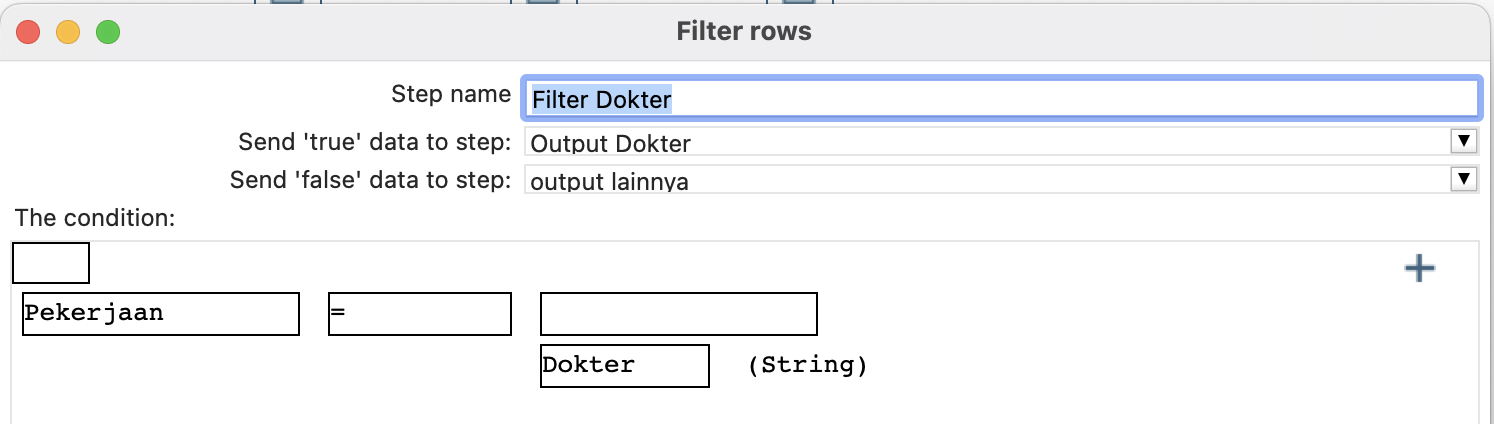 Filter rows
Step name Filter Dokter
Send 'true' data to step: Output Dokter
Send 'false' data to step: output lainnya
The condition:
Pekerjaan =
Dokter (String)